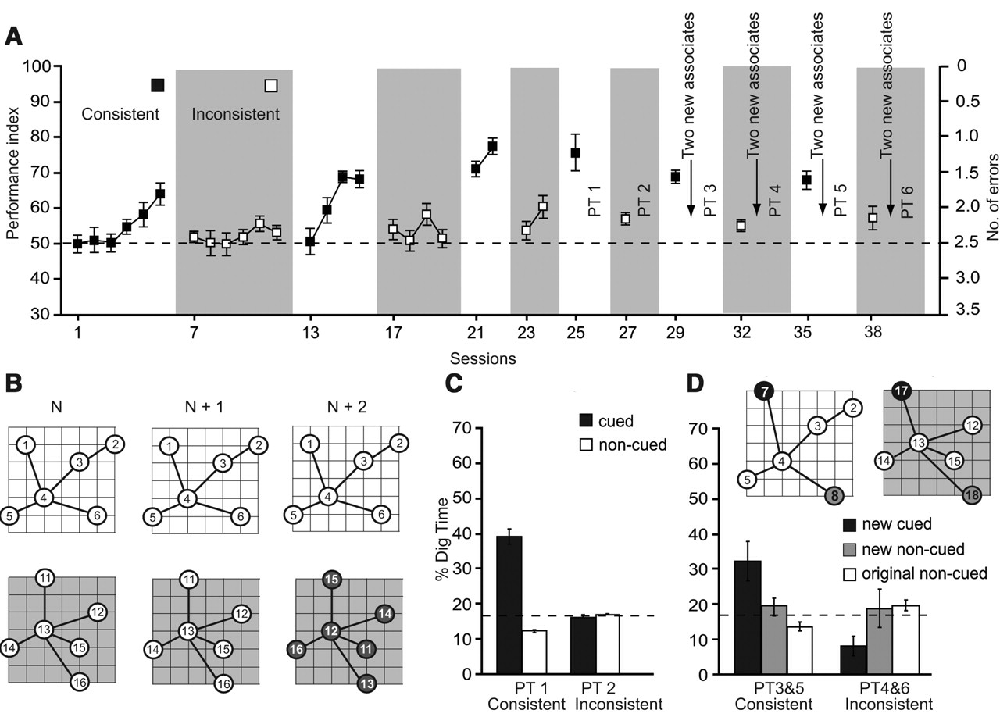 A
Performance index
100
90
80
70
60
50
40
30
Consistent
Inconsistent
PT 1
PT 2
Two new associates
PT 3
Two new associates
PT 4
Two new associates
PT 5
Two new associates
PT 6
0
0.5
1.0
1.5
2.0
2.5
3.0
3.5
No. of errors
1 7 13 17 21 23 25 27 29 32 35 38
Sessions
B
N N + 1 N + 2
1 2 3 4 5 6
1 2 3 4 5 6
1 2 3 4 5 6
11 12 13 14 15 16
11 12 13 14 15 16
15 14 12 16 11 13
C
cued
non-cued
% Dig Time
70
60
50
40
30
20
10
0
PT 1 PT 2
Consistent Inconsistent
D
7 2 3 4 5 8
17 12 13 14 15 18
70
60
50
40
30
20
10
0
new cued
new non-cued
original non-cued
PT3&5 PT4&6
Consistent Inconsistent